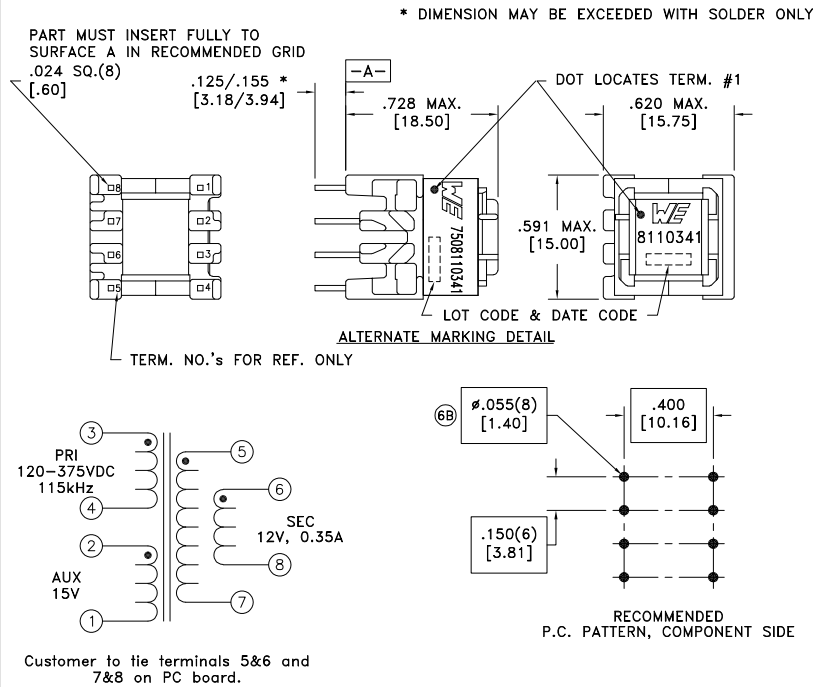 * DIMENSION MAY BE EXCEEDED WITH SOLDER ONLY
PART MUST INSERT FULLY TO
SURFACE A IN RECOMMENDED GRID
.024 SQ.(8)
[.60]
.125/.155 *
[3.18/3.94]
-A-
.728 MAX.
[18.50]
DOT LOCATES TERM. #1
.620 MAX.
[15.75]
8
1
7
2
6
3
5
4
WE
7508110341
.591 MAX.
[15.00]
WE
8110341
LOT CODE & DATE CODE
ALTERNATE MARKING DETAIL
TERM. NO.'s FOR REF. ONLY
3
PRI
120-375VDC
115kHz
4
2
AUX
15V
1
5
6
SEC
12V, 0.35A
8
7
Customer to tie terminals 5&6 and
7&8 on PC board.
6B
ø.055(8)
[1.40]
.400
[10.16]
.150(6)
[3.81]
RECOMMENDED
P.C. PATTERN, COMPONENT SIDE